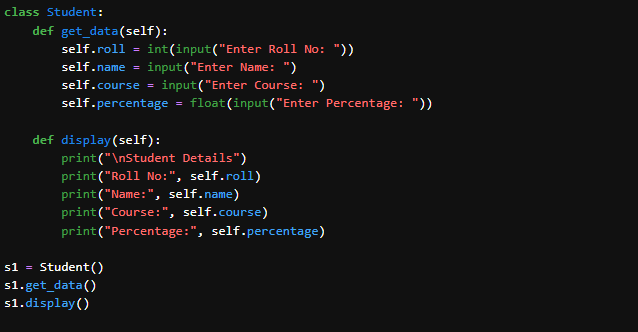 class Student:
    def get_data(self):
        self.roll = int(input("Enter Roll No: "))
        self.name = input("Enter Name: ")
        self.course = input("Enter Course: ")
        self.percentage = float(input("Enter Percentage: "))

    def display(self):
        print("\nStudent Details")
        print("Roll No:", self.roll)
        print("Name:", self.name)
        print("Course:", self.course)
        print("Percentage:", self.percentage)

s1 = Student()
s1.get_data()
s1.display()